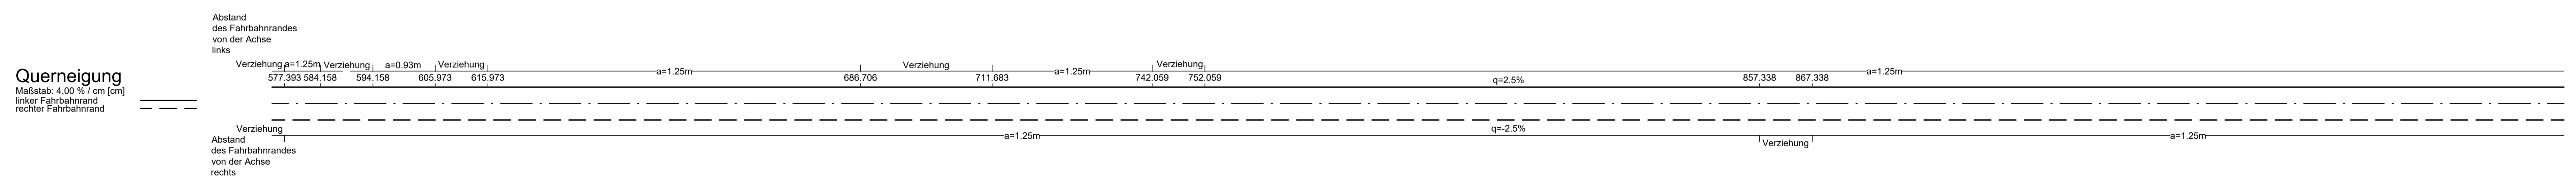 Abstand
des Fahrbahnrandes
von der Achse
links
Verziehung a=1.25m Verziehung a=0.93m Verziehung a=1.25m Verziehung a=1.25m Verziehung a=1.25m
577.393 584.158 594.158 605.973 615.973 686.706 711.683 742.059 752.059 q=2.5% 857.338 867.338
Querneigung
Maßstab: 4,00 % / cm [cm]
linker Fahrbahnrand
rechter Fahrbahnrand
Verziehung q=-2.5%
a=1.25m a=1.25m
Verziehung
Abstand
des Fahrbahnrandes
von der Achse
rechts